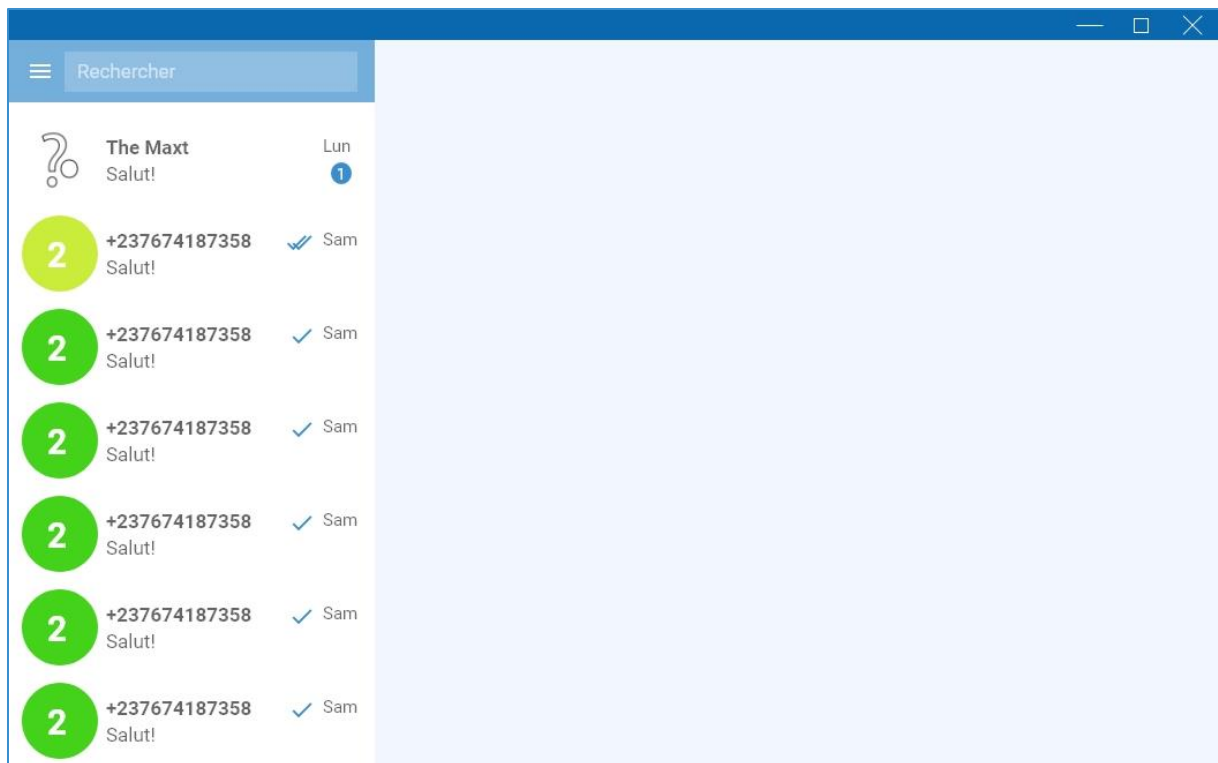 Rechercher
The Maxt Lun
Salut! 1
2 +237674187358 Sam
Salut!
2 +237674187358 Sam
Salut!
2 +237674187358 Sam
Salut!
2 +237674187358 Sam
Salut!
2 +237674187358 Sam
Salut!
2 +237674187358 Sam
Salut!